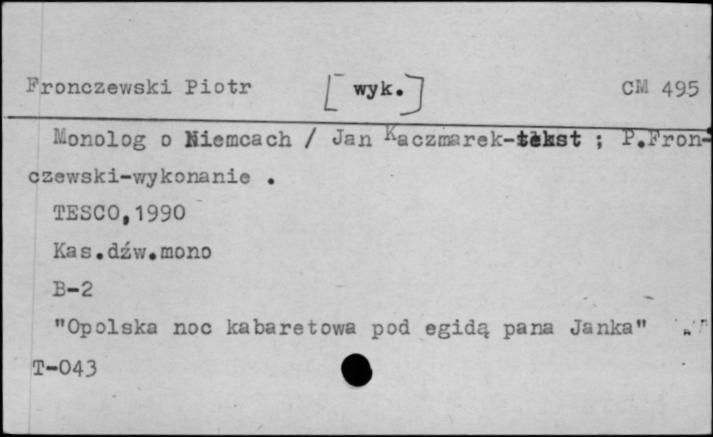 Fronczewski Piotr [ wyk. ] CM 495
Monolog o Niemcach / Jan Kaczmarek-tekst ; P.Fron-
czewski-wykonanie .
TESCO,1990
Kas.dźw.mono
B-2
"Opolska noc kabaretowa pod egidą pana Janka"
T-043